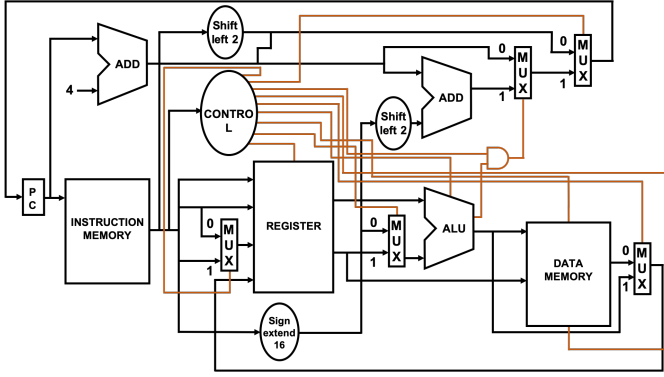 Shift
left 2
ADD
4
0
M
U
X
1
0
M
U
X
1
ADD
CONTRO
L
Shift
left 2
P
C
INSTRUCTION
MEMORY
REGISTER
0
M
U
X
1
0
M
U
X
1
ALU
DATA
MEMORY
0
M
U
X
1
Sign
extend
16